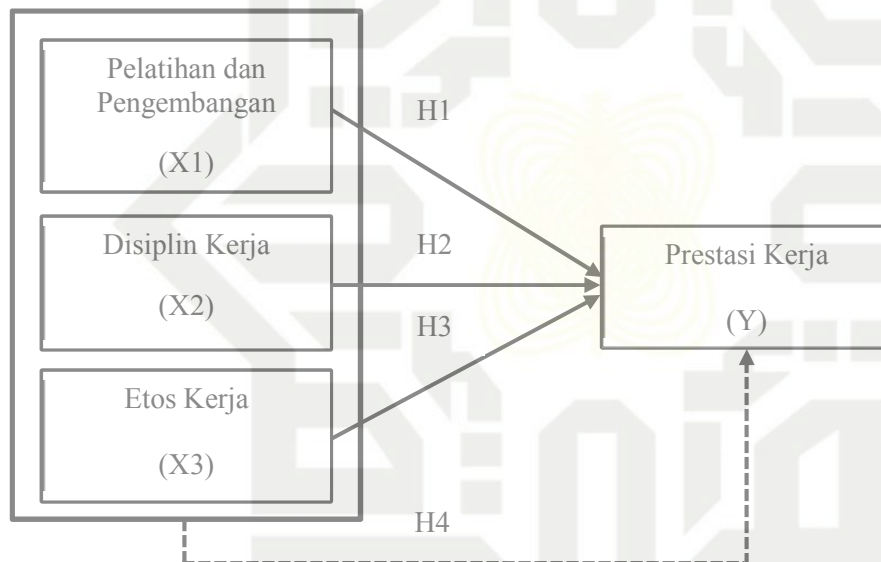 Pelatihan dan
Pengembangan
(X1)
H1
Disiplin Kerja
(X2)
H2
Prestasi Kerja
(Y)
H3
Etos Kerja
(X3)
H4